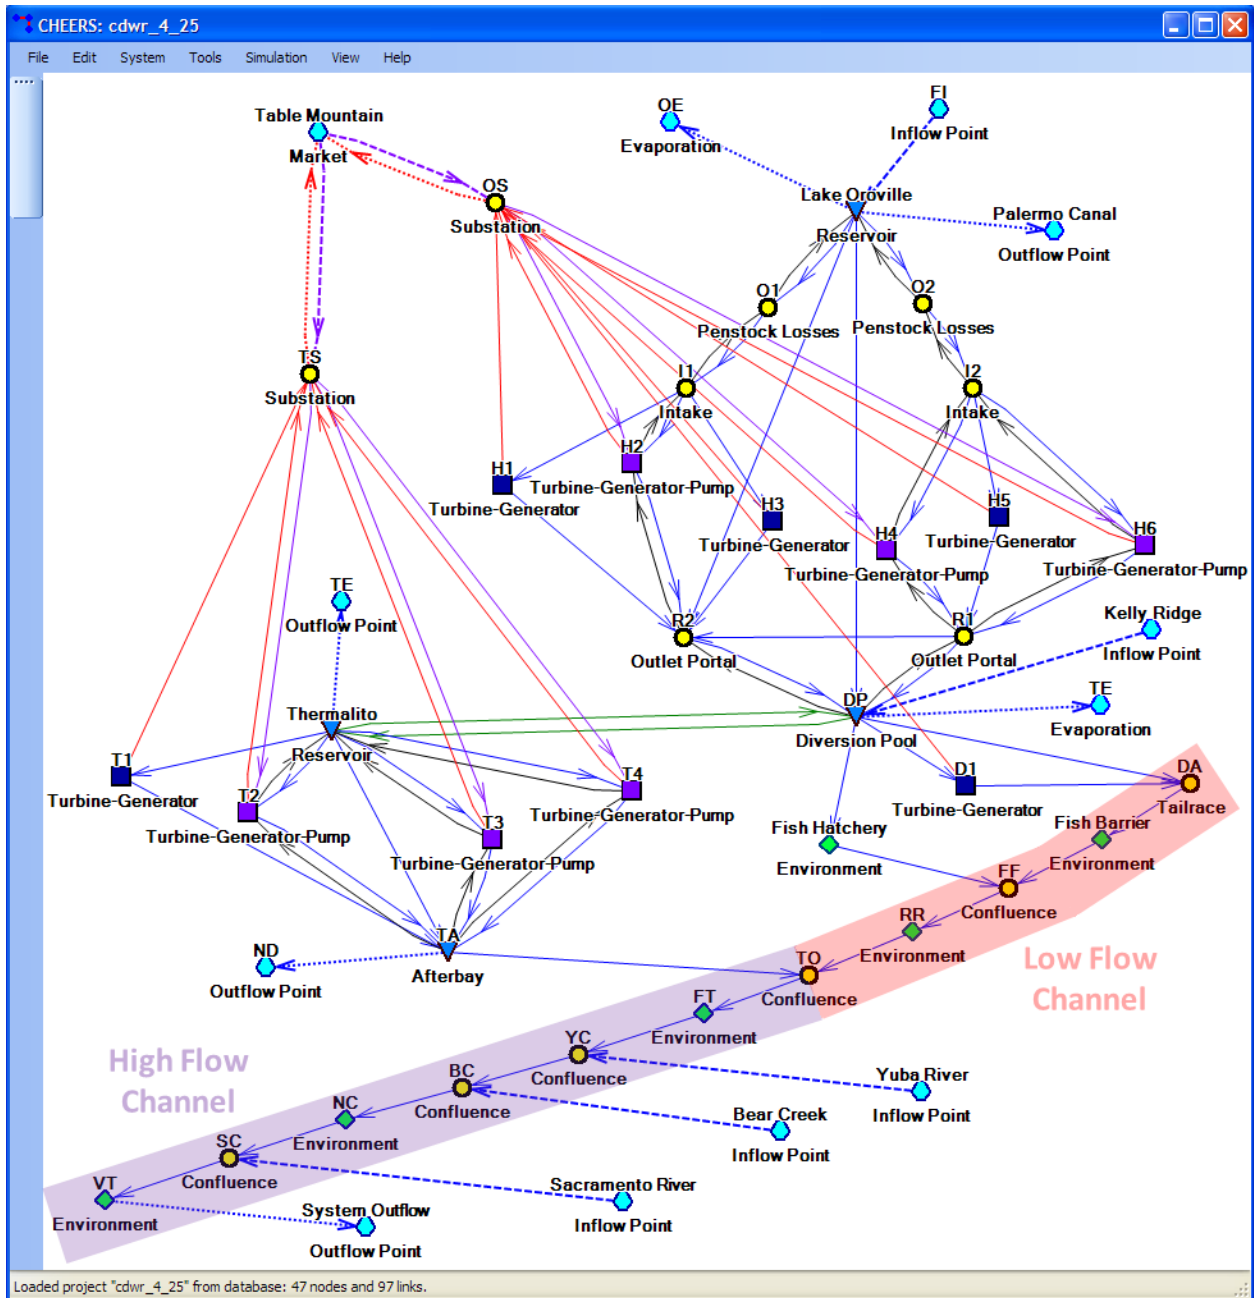 CHEERS: cdwr_4_25
File Edit System Tools Simulation View Help
Table Mountain
Market
OE
Evaporation
FI
Inflow Point
OS
Substation
Lake Oroville
Reservoir
Palermo Canal
Outflow Point
O1
Penstock Losses
O2
Penstock Losses
TS
Substation
I1
Intake
I2
Intake
H1
Turbine-Generator
H2
Turbine-Generator-Pump
H3
Turbine-Generator
H4
Turbine-Generator-Pump
H5
Turbine-Generator
H6
Turbine-Generator-Pump
TE
Outflow Point
R2
Outlet Portal
R1
Outlet Portal
Kelly Ridge
Inflow Point
Thermalito
Reservoir
DP
Diversion Pool
TE
Evaporation
T1
Turbine-Generator
T2
Turbine-Generator-Pump
T3
Turbine-Generator-Pump
T4
Turbine-Generator-Pump
D1
Turbine-Generator
DA
Tailrace
Fish Hatchery
Environment
Fish Barrier
Environment
FF
Confluence
RR
Environment
Low Flow
Channel
TA
Afterbay
ND
Outflow Point
TO
Confluence
FT
Environment
YC
Confluence
Yuba River
Inflow Point
High Flow
Channel
BC
Confluence
Bear Creek
Inflow Point
NC
Environment
SC
Confluence
Sacramento River
Inflow Point
VT
Environment
System Outflow
Outflow Point
Loaded project "cdwr_4_25" from database: 47 nodes and 97 links.